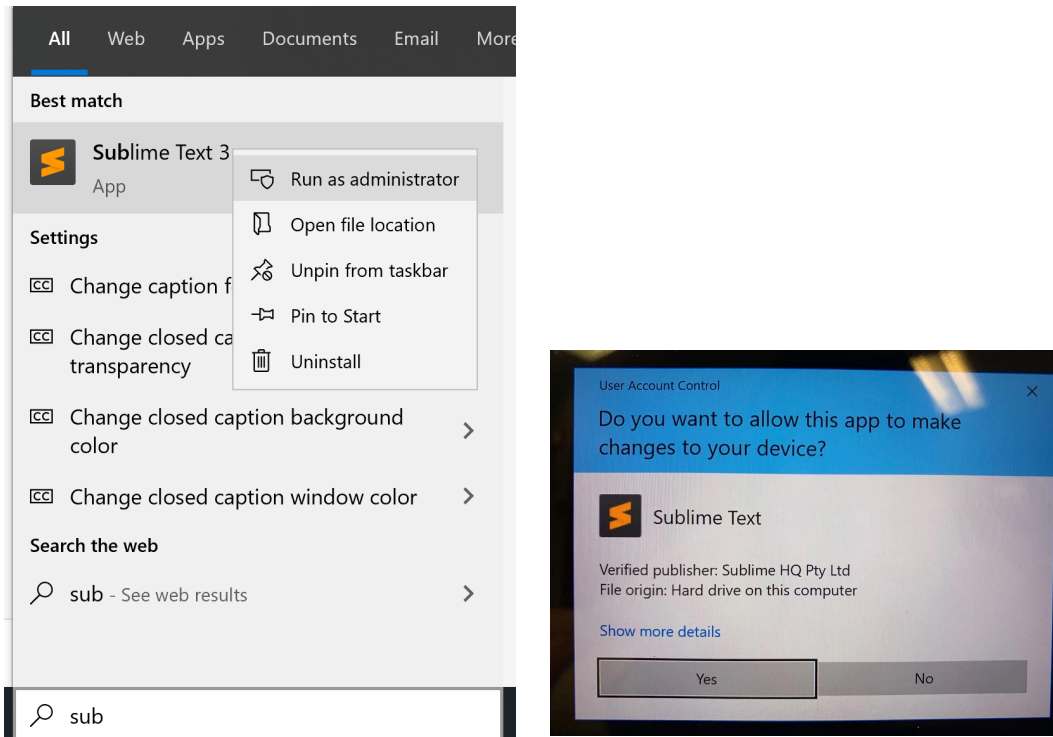 All Web Apps Documents Email More
Best match
Sublime Text 3
App
Run as administrator
Open file location
Unpin from taskbar
Pin to Start
Uninstall
Settings
Change caption f
Change closed ca
transparency
Change closed caption background
color
Change closed caption window color
Search the web
sub - See web results
sub
User Account Control
Do you want to allow this app to make
changes to your device?
Sublime Text
Verified publisher: Sublime HQ Pty Ltd
File origin: Hard drive on this computer
Show more details
Yes No